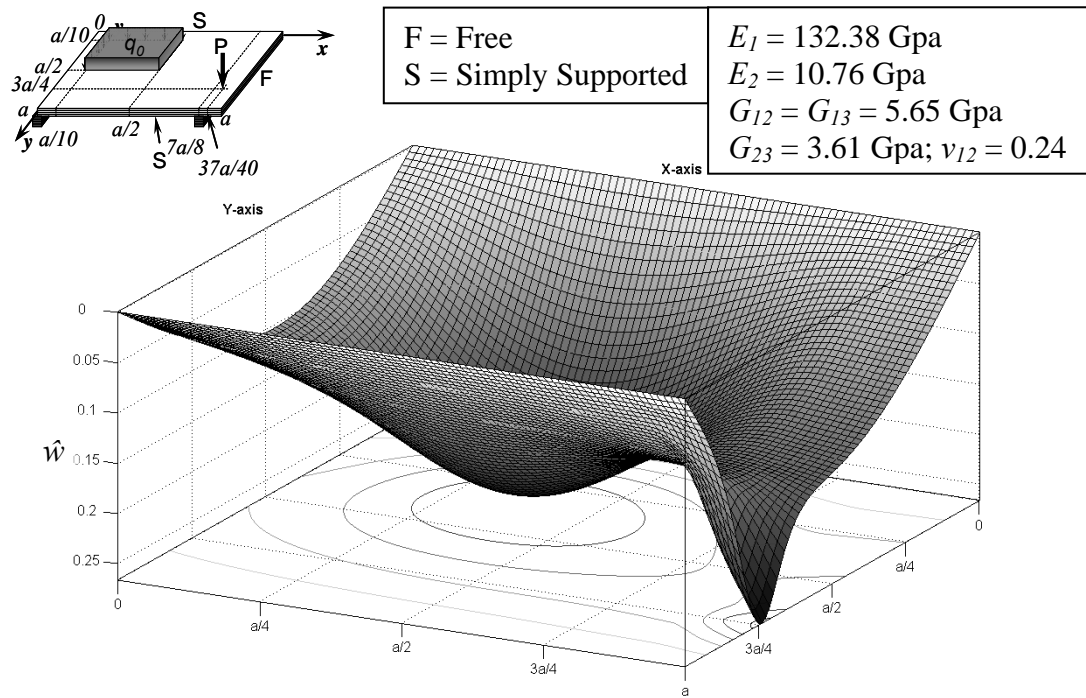 0
S
a/10
q0
P
x
a/2
F
3a/4
a
a
y
a/10
a/2
S
7a/8
37a/40
F = Free
S = Simply Supported
E1 = 132.38 Gpa
E2 = 10.76 Gpa
G12 = G13 = 5.65 Gpa
G23 = 3.61 Gpa; ν12 = 0.24
X-axis
Y-axis
0
0.05
0.1
0.15
0.2
0.25
ŵ
0
a/4
a/2
3a/4
a
3a/4
a/2
a/4
0